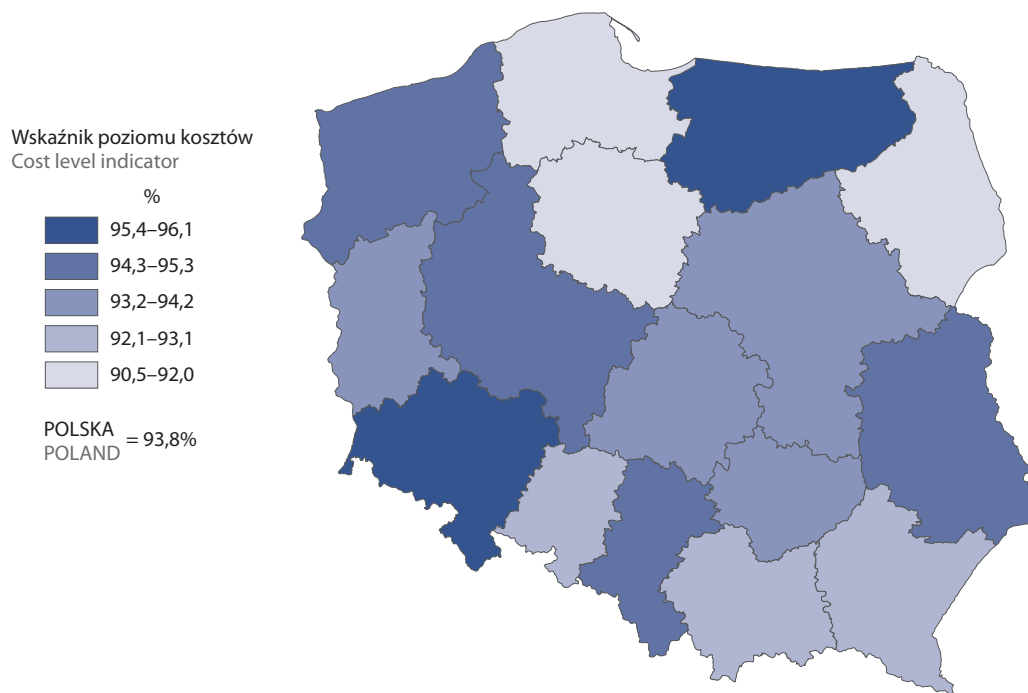 Wskaźnik poziomu kosztów
Cost level indicator
%
95,4–96,1
94,3–95,3
93,2–94,2
92,1–93,1
90,5–92,0
POLSKA
POLAND = 93,8%